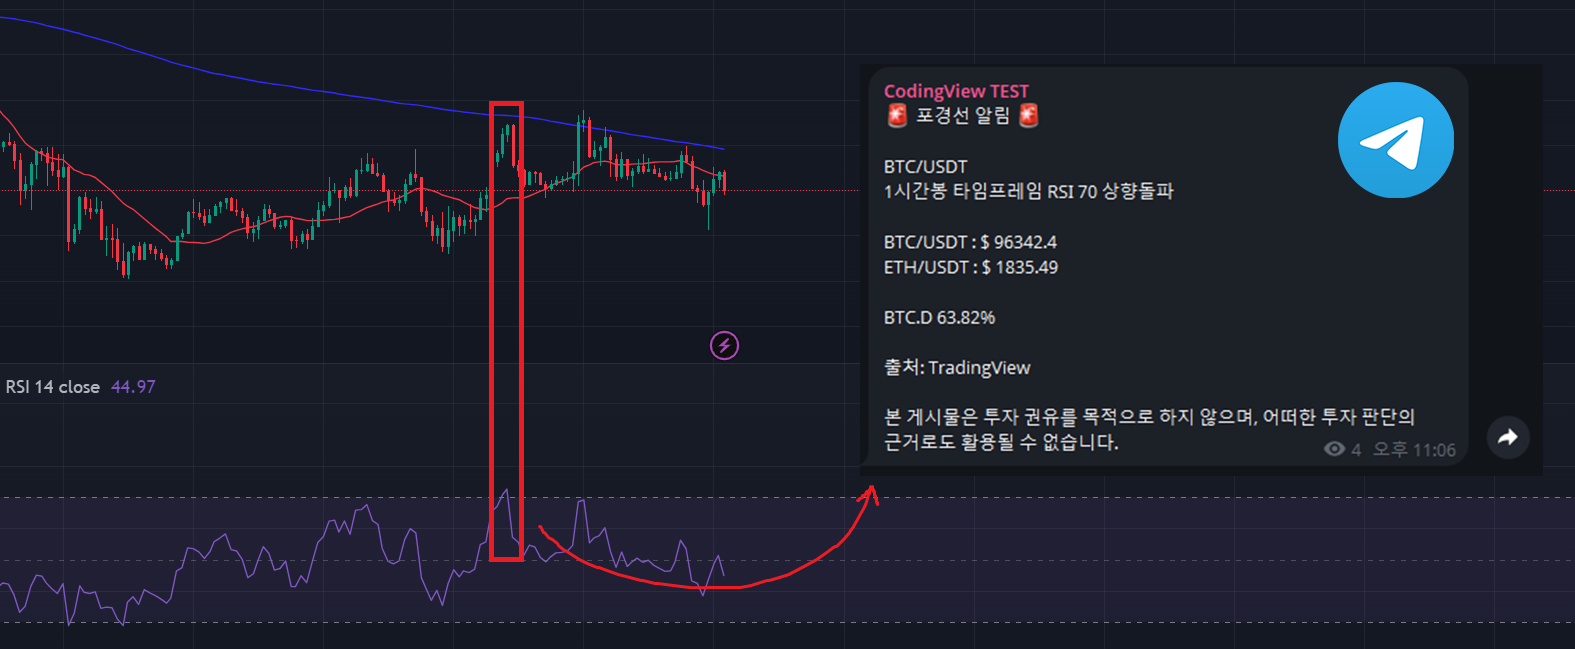 CodingView TEST
🚨 포경선 알림 🚨
BTC/USDT
1시간봉 타임프레임 RSI 70 상향돌파
BTC/USDT : $ 96342.4
ETH/USDT : $ 1835.49
BTC.D 63.82%
출처: TradingView
본 게시물은 투자 권유를 목적으로 하지 않으며, 어떠한 투자 판단의
근거로도 활용될 수 없습니다.
4 오후 11:06
RSI 14 close 44.97